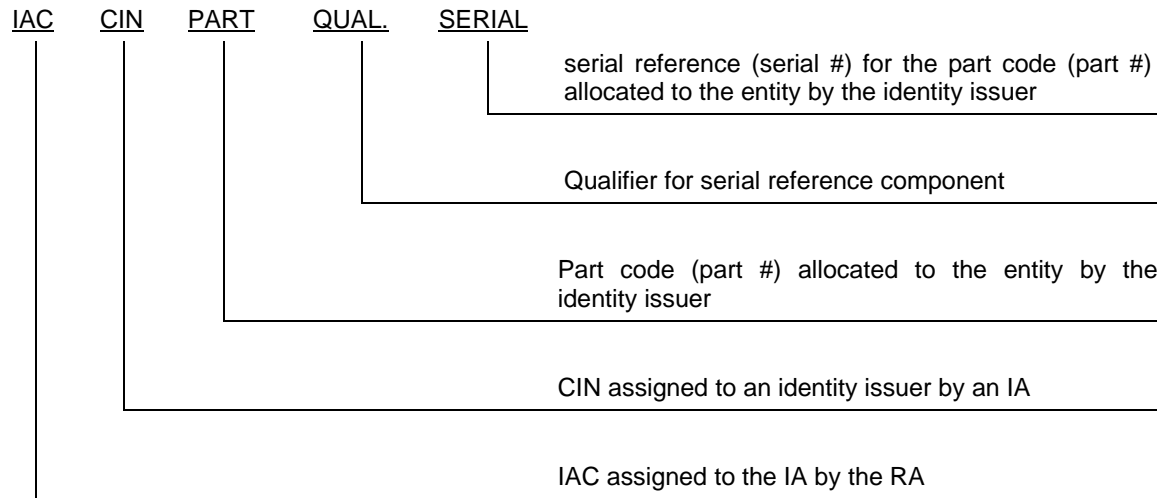 IAC CIN PART QUAL. SERIAL
serial reference (serial #) for the part code (part #)
allocated to the entity by the identity issuer
Qualifier for serial reference component
Part code (part #) allocated to the entity by the
identity issuer
CIN assigned to an identity issuer by an IA
IAC assigned to the IA by the RA